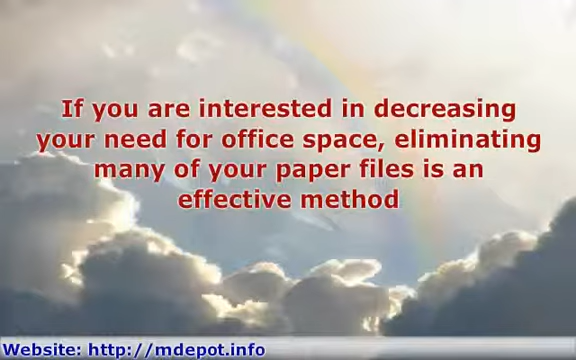 If you are interested in decreasing
your need for office space, eliminating
many of your paper files is an
effective method
Website: http://mdepot.info